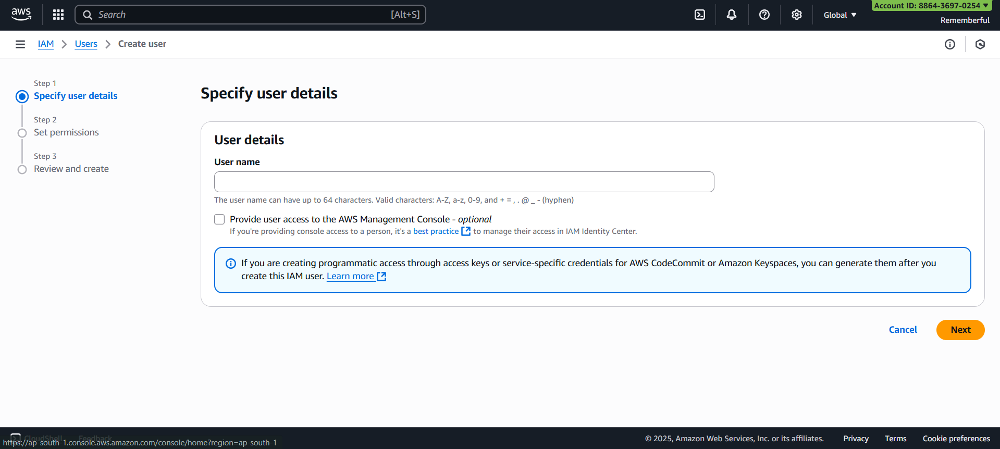 aws
Search [Alt+S]
Global
Account ID: 8864-3697-0254
Rememberful
IAM Users Create user
Step 1
Specify user details
Step 2
Set permissions
Step 3
Review and create
Specify user details
User details
User name
The user name can have up to 64 characters. Valid characters: A-Z, a-z, 0-9, and + = , . @ _ - (hyphen)
Provide user access to the AWS Management Console - optional
If you're providing console access to a person, it's a best practice to manage their access in IAM Identity Center.
If you are creating programmatic access through access keys or service-specific credentials for AWS CodeCommit or Amazon Keyspaces, you can generate them after you
create this IAM user. Learn more
Cancel Next
CloudShell Feedback
https://ap-south-1.console.aws.amazon.com/console/home?region=ap-south-1
© 2025, Amazon Web Services, Inc. or its affiliates. Privacy Terms Cookie preferences